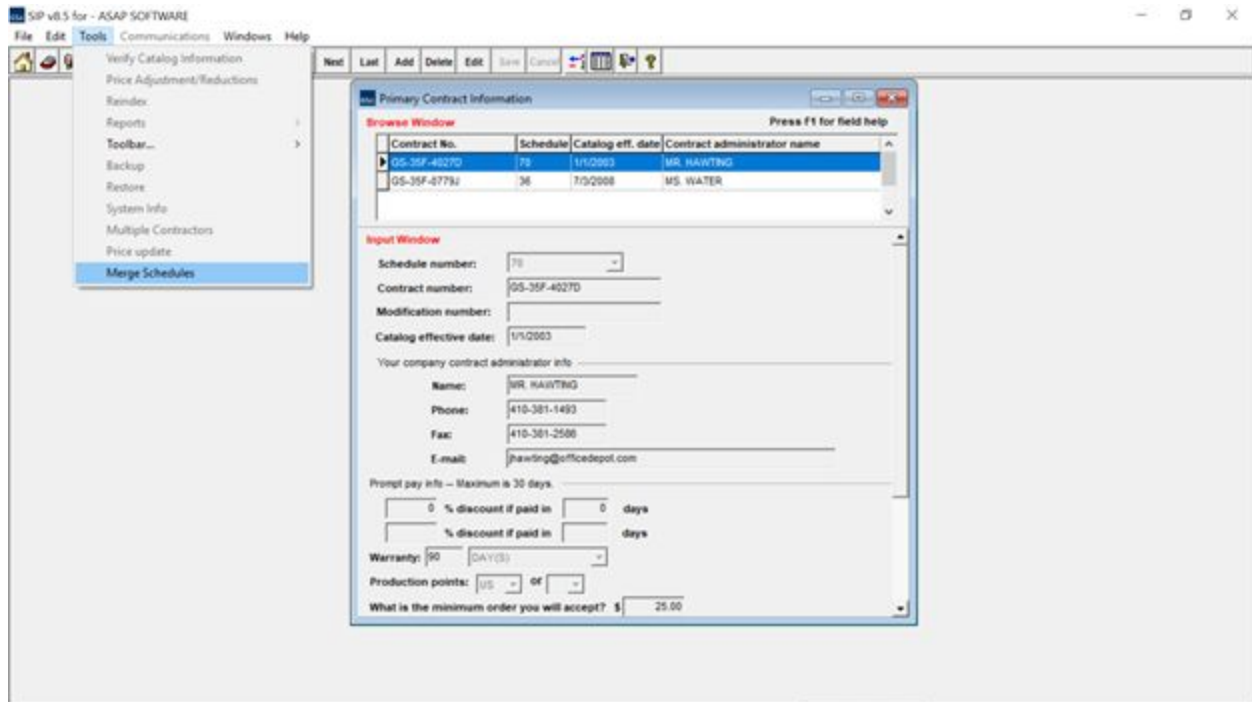 SIP v8.5 for - ASAP SOFTWARE
File Edit Tools Communications Windows Help
Next Last Add Delete Edit Save Cancel
Verify Catalog Information
Price Adjustment/Reductions
Reindex
Reports
Toolbar...
Backup
Restore
System Info
Multiple Contractors
Price update
Merge Schedules
Primary Contract Information
Browse Window Press f1 for field help
Contract No. Schedule Catalog eff. date Contract administrator name
GS-35F-4027D 70 1/1/2003 MR. HAWTING
GS-35F-0779J 36 7/3/2008 MS. WATER
Input Window
Schedule number: 70
Contract number: GS-35F-4027D
Modification number:
Catalog effective date: 1/1/2003
Your company contract administrator info
Name: MR. HAWTING
Phone: 410-381-1493
Fax: 410-381-2586
E-mail: jhawting@officedepot.com
Prompt pay info -- Maximum is 30 days.
0 % discount if paid in 0 days
% discount if paid in days
Warranty: 90 DAY(S)
Production points: US or
What is the minimum order you will accept? $ 25.00